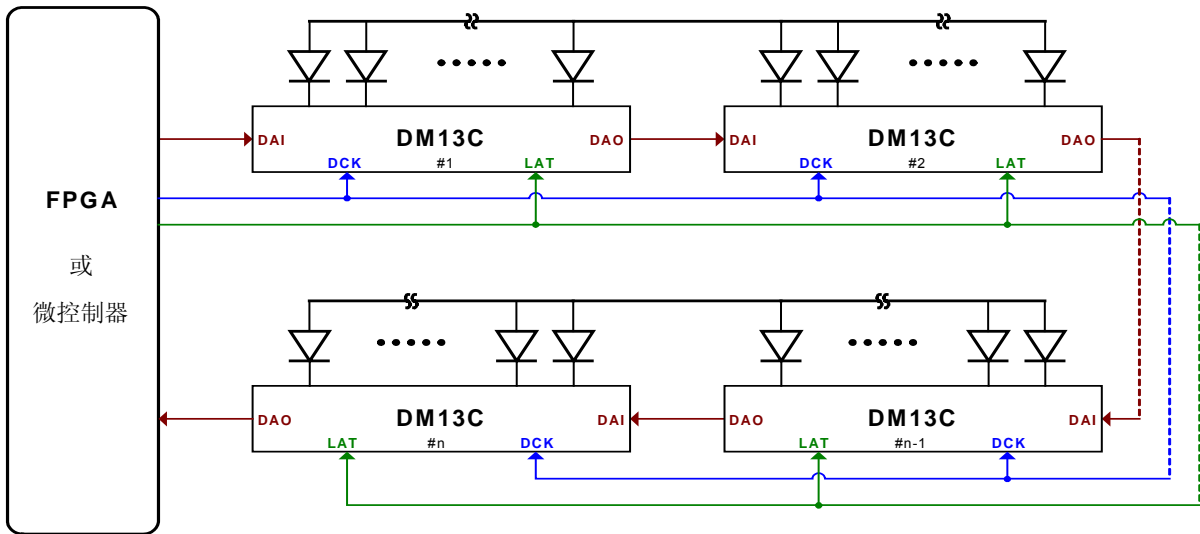 DAI DM13C DAO
DCK #1 LAT
DAI DM13C DAO
DCK #2 LAT
FPGA
或
微控制器
DAO DM13C DAI
LAT #n DCK
DAO DM13C DAI
LAT #n-1 DCK